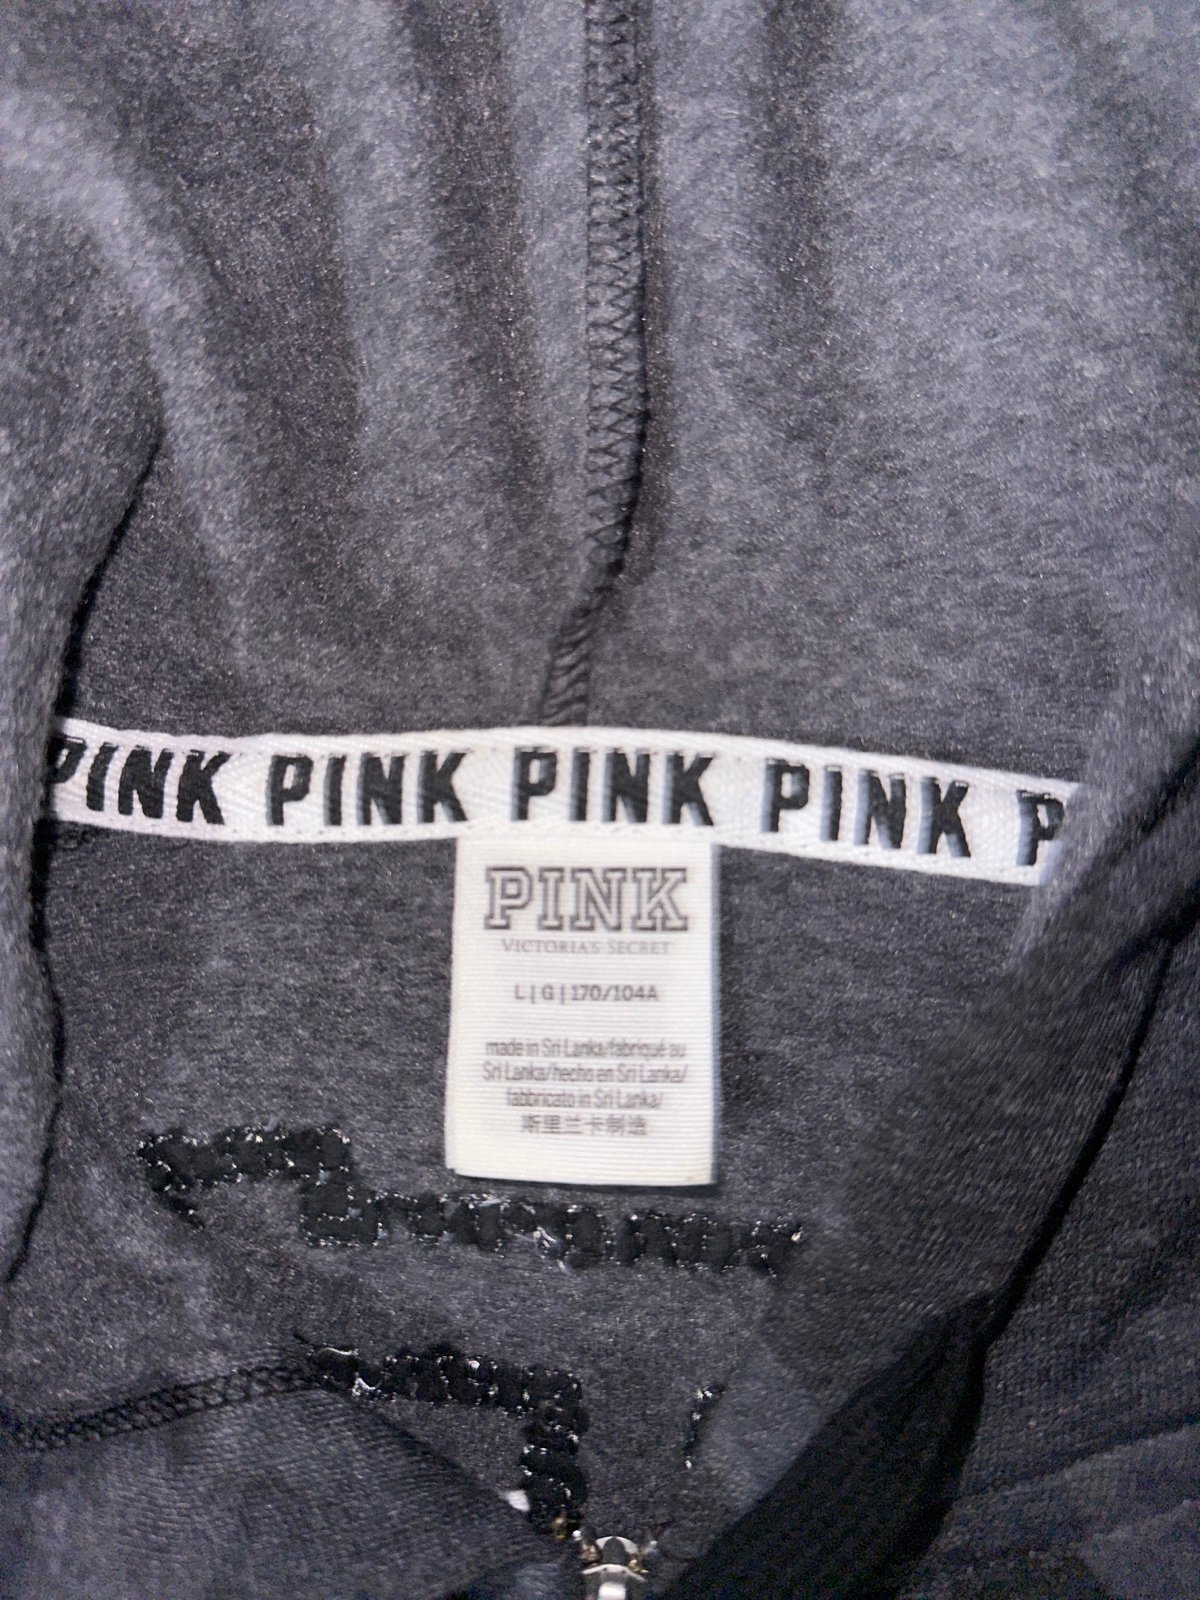 PINK PINK PINK PINK P
PINK
VICTORIA'S SECRET
L | G | 170/104A
made in Sri Lanka/fabriqué au
Sri Lanka/hecho en Sri Lanka/
fabbricato in Sri Lanka/
斯里兰卡制造